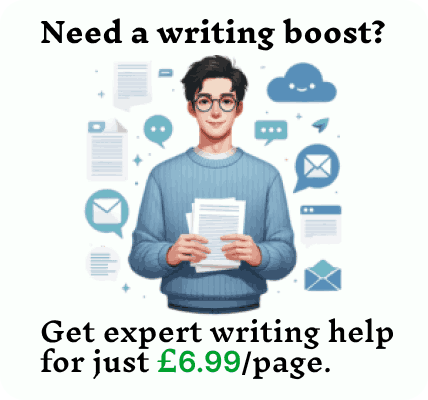 Need a writing boost?
Get expert writing help
for just £6.99/page.